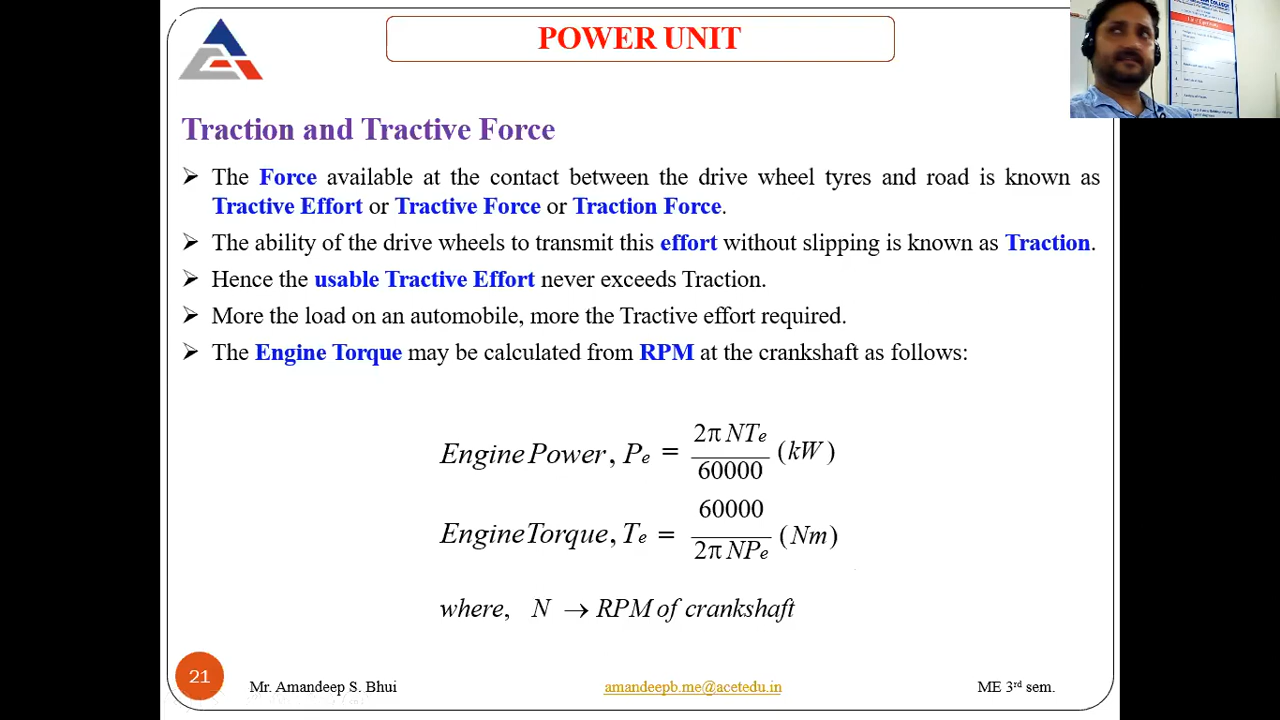 POWER UNIT
Traction and Tractive Force
➢ The Force available at the contact between the drive wheel tyres and road is known as
Tractive Effort or Tractive Force or Traction Force.
➢ The ability of the drive wheels to transmit this effort without slipping is known as Traction.
➢ Hence the usable Tractive Effort never exceeds Traction.
➢ More the load on an automobile, more the Tractive effort required.
➢ The Engine Torque may be calculated from RPM at the crankshaft as follows:
Engine Power, Pe = 2π NTe / 60000 (kW)
Engine Torque, Te = 60000 / 2π NPe (Nm)
where, N → RPM of crankshaft
21
Mr. Amandeep S. Bhui amandeepb.me@acetedu.in ME 3rd sem.